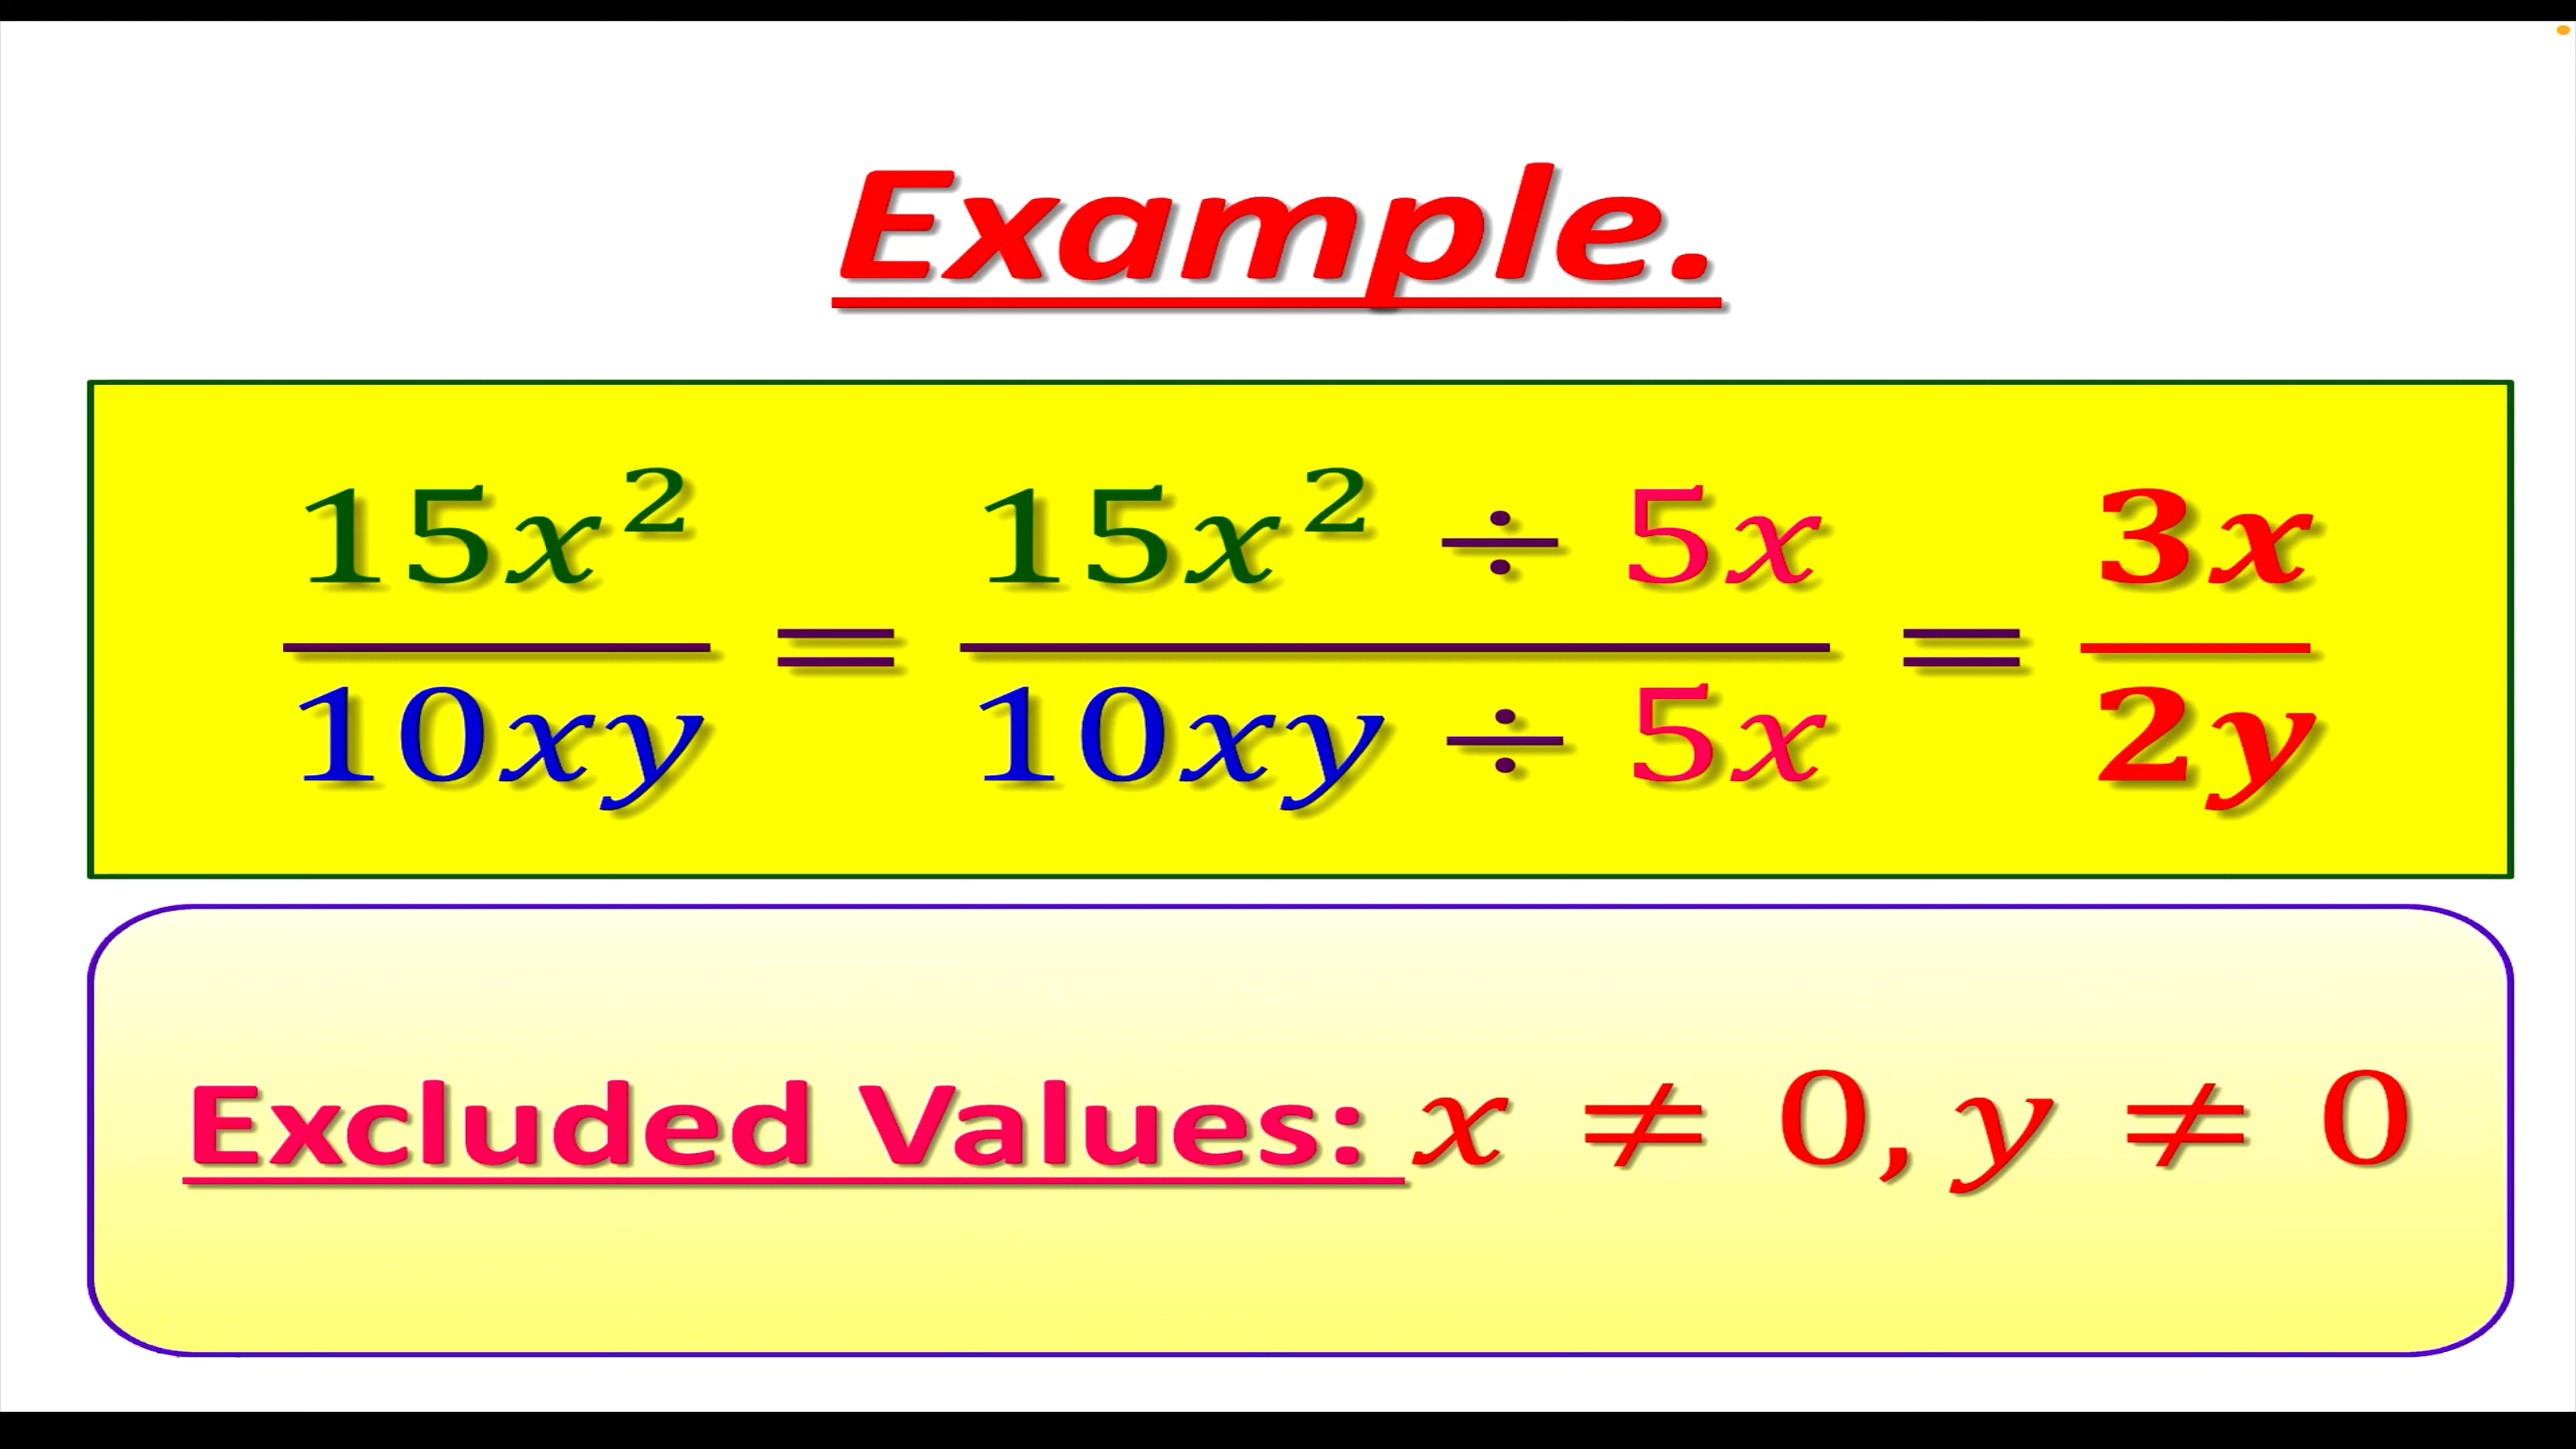 Example.
15x² / 10xy = 15x² ÷ 5x / 10xy ÷ 5x = 3x / 2y
Excluded Values: x ≠ 0, y ≠ 0